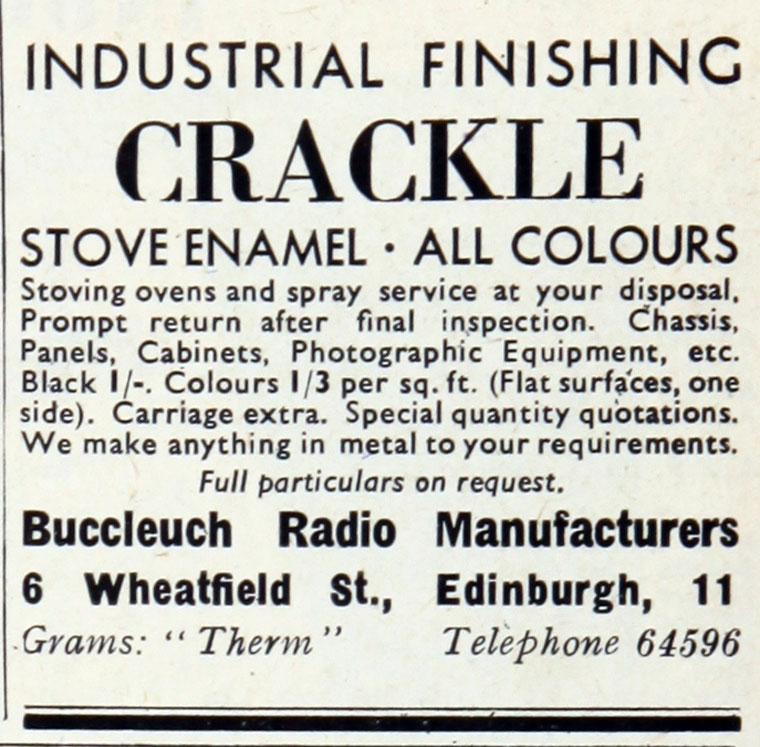 INDUSTRIAL FINISHING
CRACKLE
STOVE ENAMEL · ALL COLOURS
Stoving ovens and spray service at your disposal.
Prompt return after final inspection. Chassis,
Panels, Cabinets, Photographic Equipment, etc.
Black 1/-. Colours 1/3 per sq. ft. (Flat surfaces, one
side). Carriage extra. Special quantity quotations.
We make anything in metal to your requirements.
Full particulars on request.
Buccleuch Radio Manufacturers
6 Wheatfield St., Edinburgh, 11
Grams: “Therm” Telephone 64596